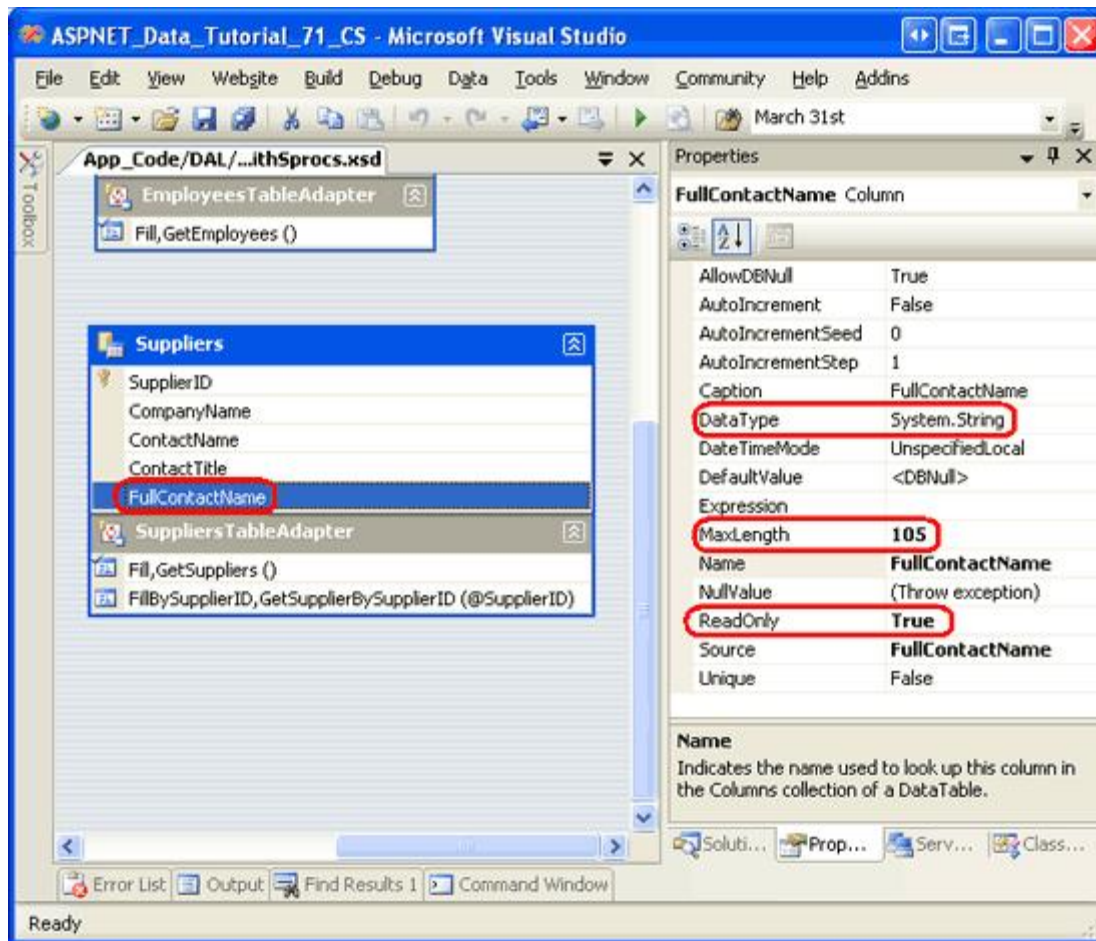 ASPNET_Data_Tutorial_71_CS - Microsoft Visual Studio
File Edit View Website Build Debug Data Tools Window Community Help Addins
March 31st
Toolbox
App_Code/DAL/...ithSprocs.xsd
EmployeesTableAdapter
Fill,GetEmployees ()
Suppliers
SupplierID
CompanyName
ContactName
ContactTitle
FullContactName
SuppliersTableAdapter
Fill,GetSuppliers ()
FillBySupplierID,GetSupplierBySupplierID (@SupplierID)
Properties
FullContactName Column
AllowDBNull True
AutoIncrement False
AutoIncrementSeed 0
AutoIncrementStep 1
Caption FullContactName
DataType System.String
DateTimeMode UnspecifiedLocal
DefaultValue <DBNull>
Expression
MaxLength 105
Name FullContactName
NullValue (Throw exception)
ReadOnly True
Source FullContactName
Unique False
Name
Indicates the name used to look up this column in
the Columns collection of a DataTable.
Soluti... Prop... Serv... Class...
Error List Output Find Results 1 Command Window
Ready